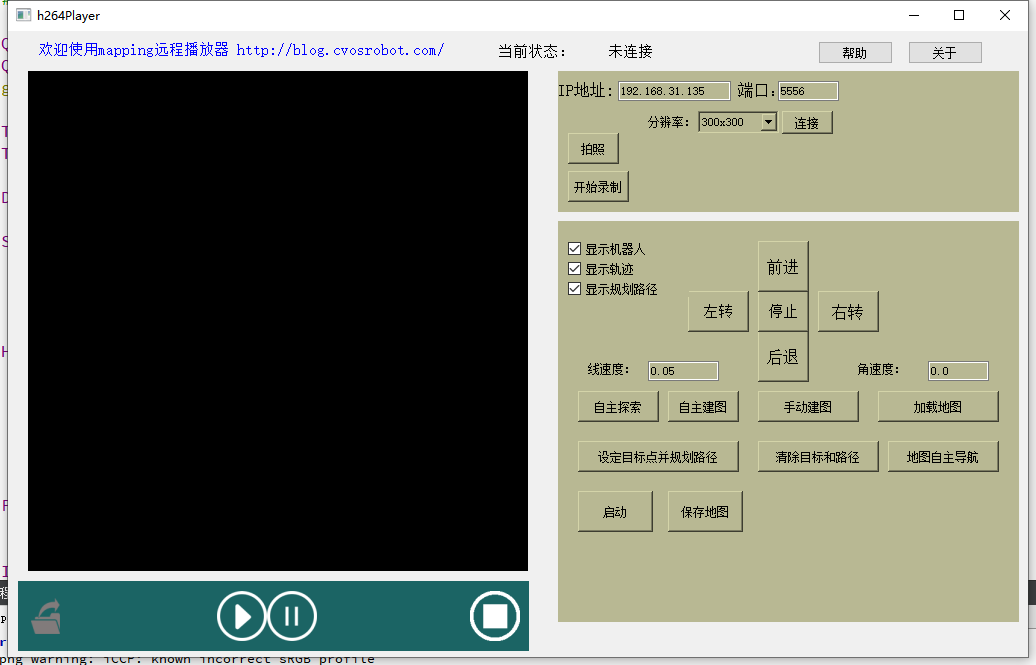 h264Player
欢迎使用mapping远程播放器 http://blog.cvosrobot.com/
当前状态: 未连接
帮助 关于
IP地址: 192.168.31.135 端口: 5556
分辨率: 300x300 连接
拍照
开始录制
显示机器人
显示轨迹
显示规划路径
前进
左转 停止 右转
后退
线速度: 0.05 角速度: 0.0
自主探索 自主建图 手动建图 加载地图
设定目标点并规划路径 清除目标和路径 地图自主导航
启动 保存地图
png warning: iCCP: known incorrect sRGB profile